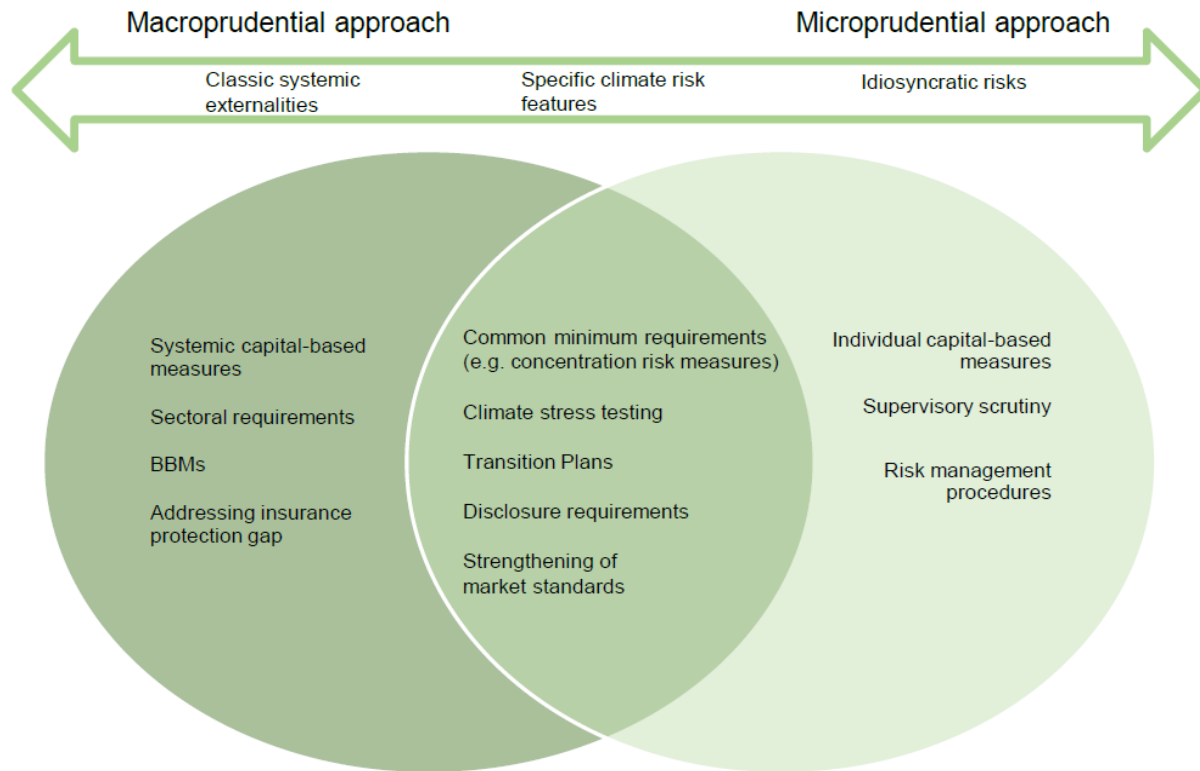 Macroprudential approach
Microprudential approach
Classic systemic
externalities
Specific climate risk
features
Idiosyncratic risks
Systemic capital-based
measures
Sectoral requirements
BBMs
Addressing insurance
protection gap
Common minimum requirements
(e.g. concentration risk measures)
Climate stress testing
Transition Plans
Disclosure requirements
Strengthening of
market standards
Individual capital-based
measures
Supervisory scrutiny
Risk management
procedures